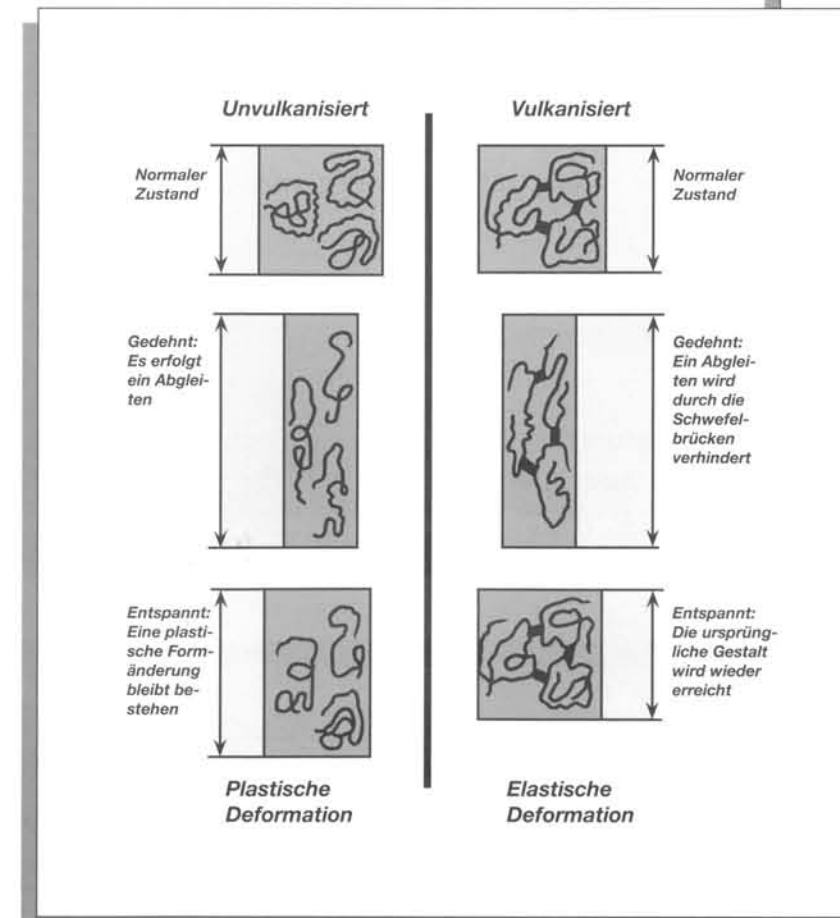 Unvulkanisiert
Vulkanisiert
Normaler
Zustand
Normaler
Zustand
Gedehnt:
Es erfolgt
ein Abglei-
ten
Gedehnt:
Ein Abglei-
ten wird
durch die
Schwefel-
brücken
verhindert
Entspannt:
Eine plasti-
sche Form-
änderung
bleibt be-
stehen
Entspannt:
Die ursprüng-
liche Gestalt
wird wieder
erreicht
Plastische
Deformation
Elastische
Deformation